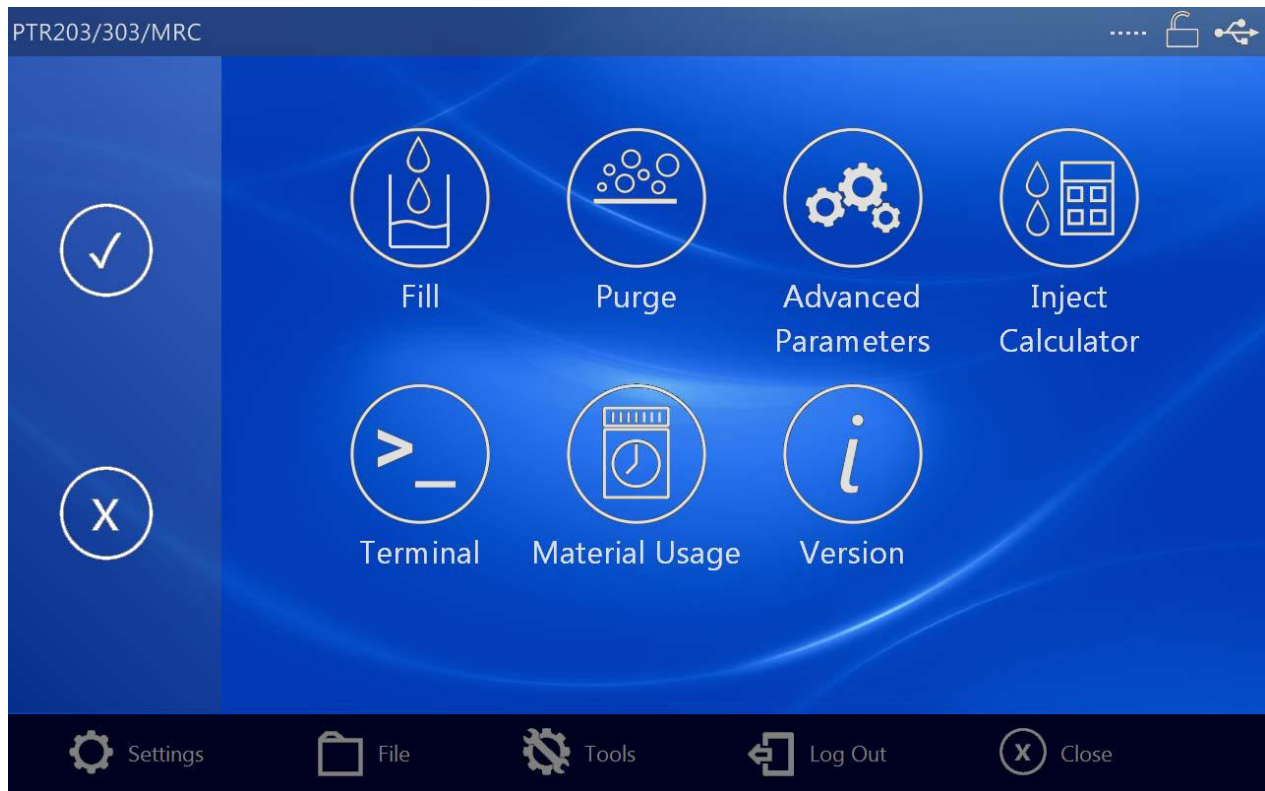 PTR203/303/MRC
Fill
Purge
Advanced
Parameters
Inject
Calculator
X
>_
Terminal
Material Usage
i
Version
Settings
File
Tools
Log Out
X
Close